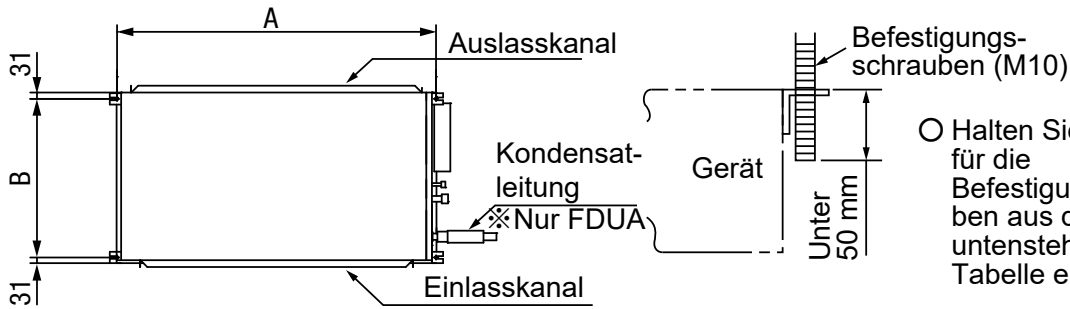 A
31
B
31
Auslasskanal
Kondensat-
leitung
※Nur FDUA
Einlasskanal
Gerät
Befestigungs-
schrauben (M10)
Unter
50 mm
○ Halten Sie
für die
Befestigu
ben aus d
untensteh
Tabelle e